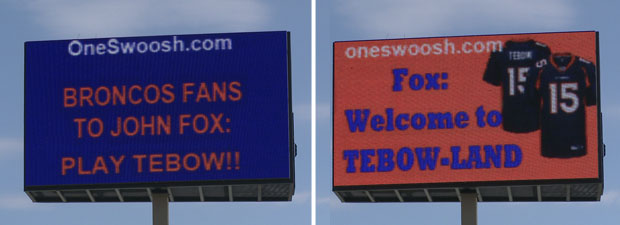 OneSwoosh.com
BRONCOS FANS
TO JOHN FOX:
PLAY TEBOW!!
oneswoosh.com
Fox:
Welcome to
TEBOW-LAND
TEBOW
15
15